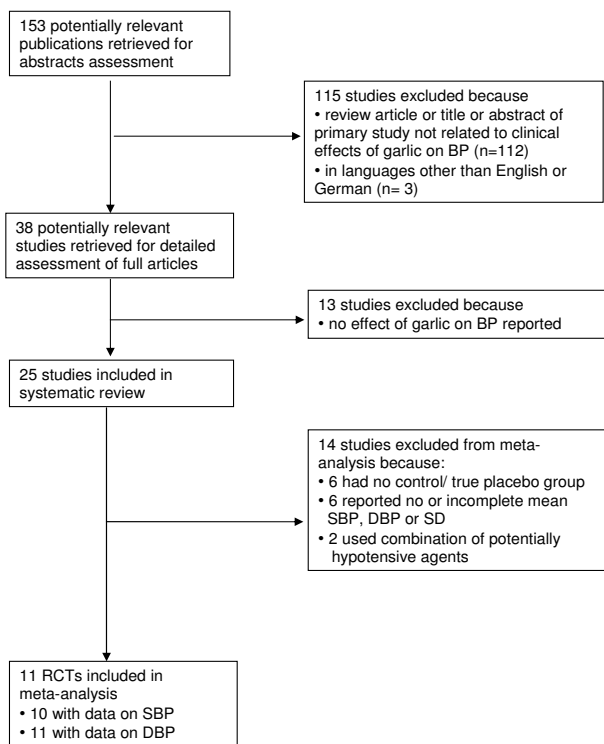 153 potentially relevant
publications retrieved for
abstracts assessment
115 studies excluded because
• review article or title or abstract of
primary study not related to clinical
effects of garlic on BP (n=112)
• in languages other than English or
German (n= 3)
38 potentially relevant
studies retrieved for detailed
assessment of full articles
13 studies excluded because
• no effect of garlic on BP reported
25 studies included in
systematic review
14 studies excluded from meta-
analysis because:
• 6 had no control/ true placebo group
• 6 reported no or incomplete mean
SBP, DBP or SD
• 2 used combination of potentially
hypotensive agents
11 RCTs included in
meta-analysis
• 10 with data on SBP
• 11 with data on DBP